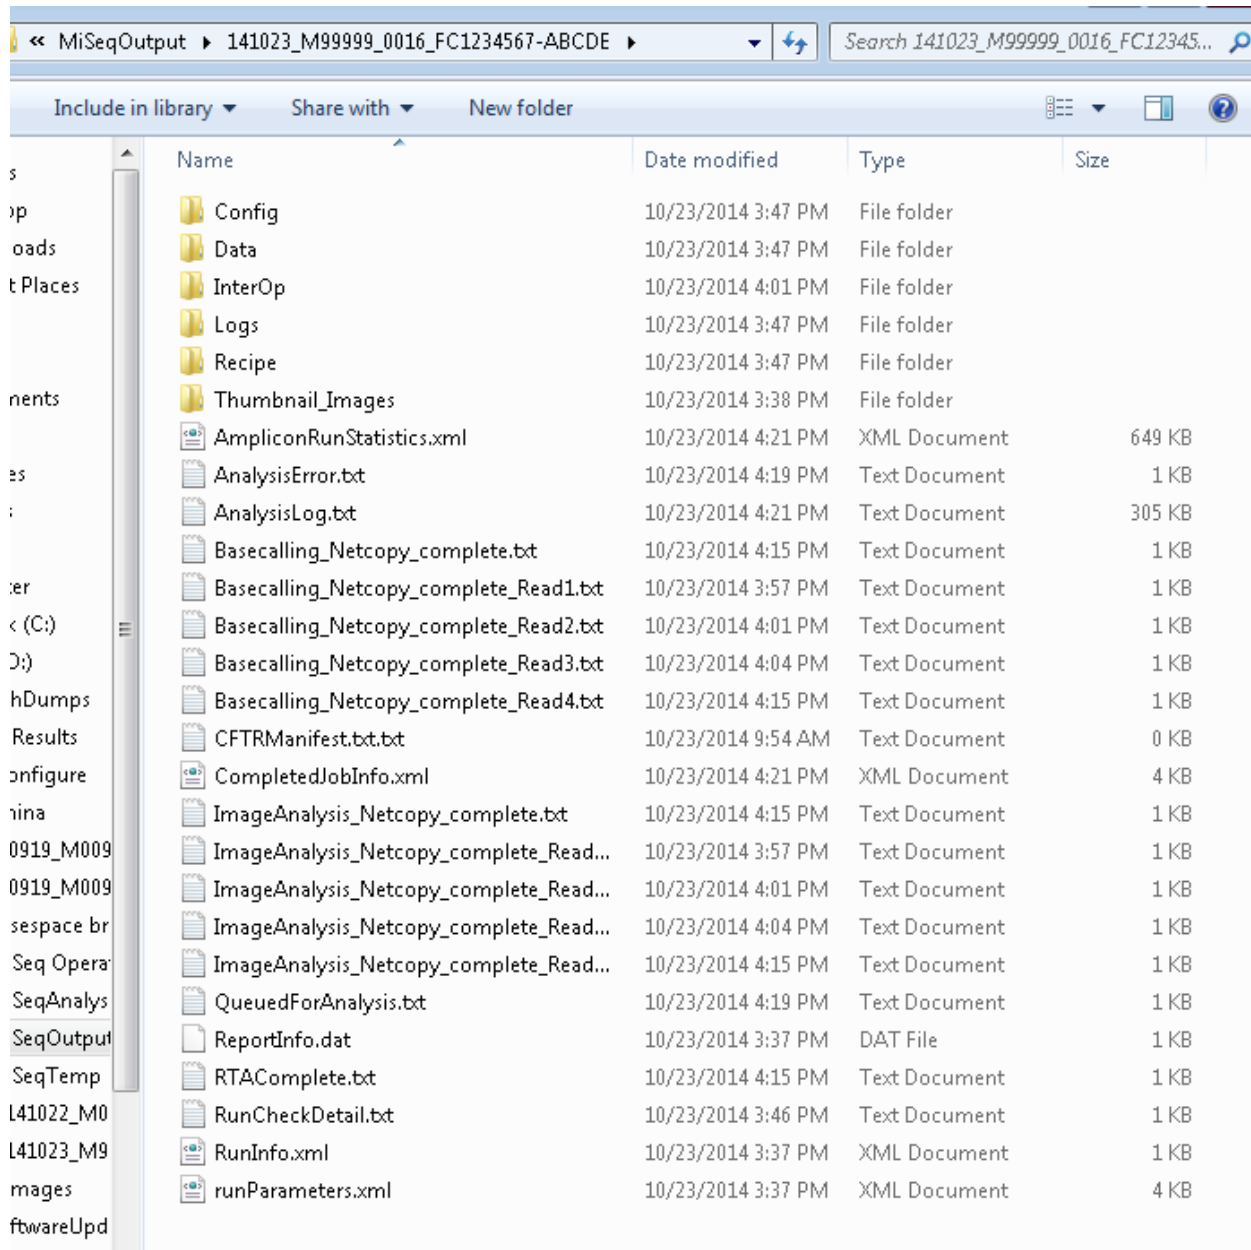 « MiSeqOutput ▸ 141023_M99999_0016_FC1234567-ABCDE ▸ Search 141023_M99999_0016_FC12345...
Include in library Share with New folder
Name Date modified Type Size
s
op
oads
t Places
ments
es
s
ter
k (C:)
D:)
hDumps
Results
onfigure
nina
0919_M009
0919_M009
sespace br
Seq Opera
SeqAnalys
SeqOutput
SeqTemp
141022_M0
141023_M9
mages
ftwareUpd
Config 10/23/2014 3:47 PM File folder
Data 10/23/2014 3:47 PM File folder
InterOp 10/23/2014 4:01 PM File folder
Logs 10/23/2014 3:47 PM File folder
Recipe 10/23/2014 3:47 PM File folder
Thumbnail_Images 10/23/2014 3:38 PM File folder
AmpliconRunStatistics.xml 10/23/2014 4:21 PM XML Document 649 KB
AnalysisError.txt 10/23/2014 4:19 PM Text Document 1 KB
AnalysisLog.txt 10/23/2014 4:21 PM Text Document 305 KB
Basecalling_Netcopy_complete.txt 10/23/2014 4:15 PM Text Document 1 KB
Basecalling_Netcopy_complete_Read1.txt 10/23/2014 3:57 PM Text Document 1 KB
Basecalling_Netcopy_complete_Read2.txt 10/23/2014 4:01 PM Text Document 1 KB
Basecalling_Netcopy_complete_Read3.txt 10/23/2014 4:04 PM Text Document 1 KB
Basecalling_Netcopy_complete_Read4.txt 10/23/2014 4:15 PM Text Document 1 KB
CFTRManifest.txt.txt 10/23/2014 9:54 AM Text Document 0 KB
CompletedJobInfo.xml 10/23/2014 4:21 PM XML Document 4 KB
ImageAnalysis_Netcopy_complete.txt 10/23/2014 4:15 PM Text Document 1 KB
ImageAnalysis_Netcopy_complete_Read... 10/23/2014 3:57 PM Text Document 1 KB
ImageAnalysis_Netcopy_complete_Read... 10/23/2014 4:01 PM Text Document 1 KB
ImageAnalysis_Netcopy_complete_Read... 10/23/2014 4:04 PM Text Document 1 KB
ImageAnalysis_Netcopy_complete_Read... 10/23/2014 4:15 PM Text Document 1 KB
QueuedForAnalysis.txt 10/23/2014 4:19 PM Text Document 1 KB
ReportInfo.dat 10/23/2014 3:37 PM DAT File 1 KB
RTAComplete.txt 10/23/2014 4:15 PM Text Document 1 KB
RunCheckDetail.txt 10/23/2014 3:46 PM Text Document 1 KB
RunInfo.xml 10/23/2014 3:37 PM XML Document 1 KB
runParameters.xml 10/23/2014 3:37 PM XML Document 4 KB